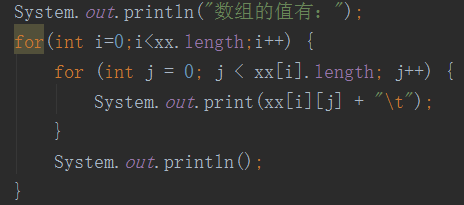 System.out.println("数组的值有：");
for(int i=0;i<xx.length;i++) {
    for (int j = 0; j < xx[i].length; j++) {
        System.out.print(xx[i][j] + "\t");
    }
    System.out.println();
}